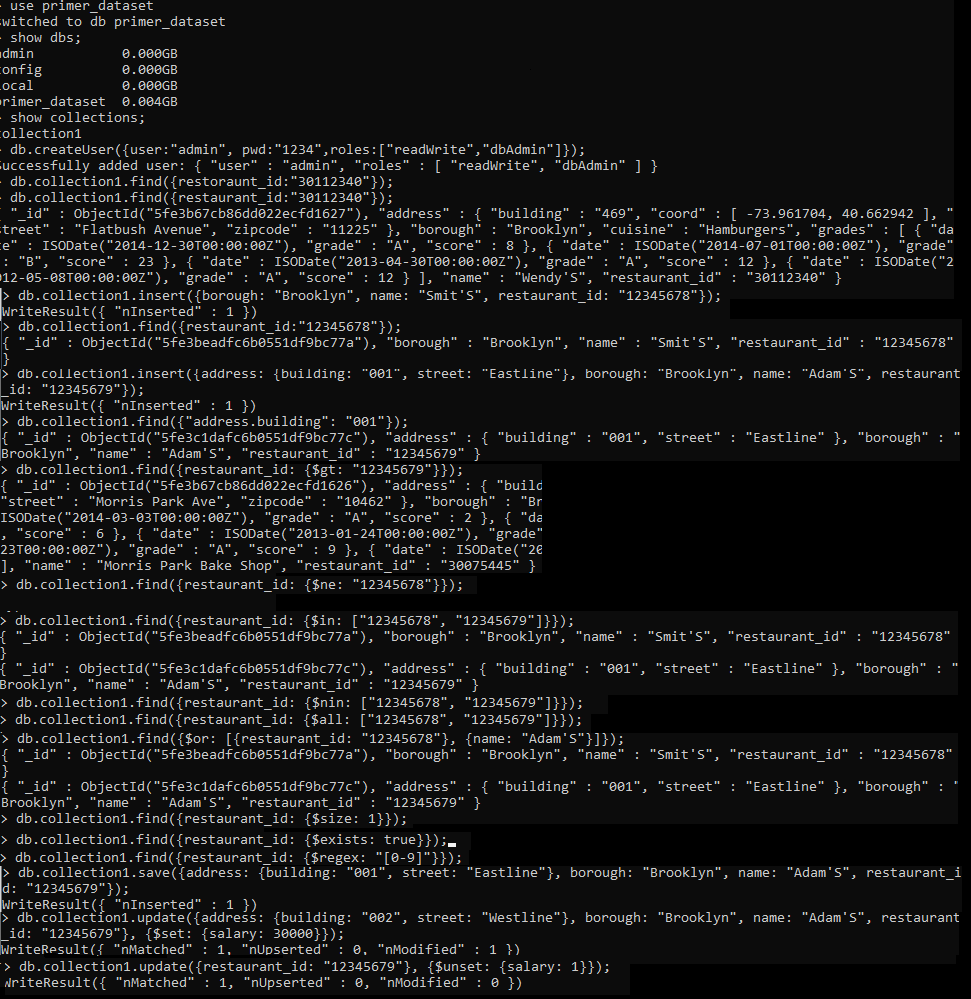 > use primer_dataset
switched to db primer_dataset
> show dbs;
admin 0.000GB
config 0.000GB
local 0.000GB
primer_dataset 0.004GB
> show collections;
collection1
> db.createUser({user:"admin", pwd:"1234",roles:["readWrite","dbAdmin"]});
Successfully added user: { "user" : "admin", "roles" : [ "readWrite", "dbAdmin" ] }
> db.collection1.find({restoraunt_id:"30112340"});
> db.collection1.find({restaurant_id:"30112340"});
{ "_id" : ObjectId("5fe3b67cb86dd022ecfd1627"), "address" : { "building" : "469", "coord" : [ -73.961704, 40.662942 ], "
street" : "Flatbush Avenue", "zipcode" : "11225" }, "borough" : "Brooklyn", "cuisine" : "Hamburgers", "grades" : [ { "da
te" : ISODate("2014-12-30T00:00:00Z"), "grade" : "A", "score" : 8 }, { "date" : ISODate("2014-07-01T00:00:00Z"), "grade"
: "B", "score" : 23 }, { "date" : ISODate("2013-04-30T00:00:00Z"), "grade" : "A", "score" : 12 }, { "date" : ISODate("2
012-05-08T00:00:00Z"), "grade" : "A", "score" : 12 } ], "name" : "Wendy'S", "restaurant_id" : "30112340" }
> db.collection1.insert({borough: "Brooklyn", name: "Smit'S", restaurant_id: "12345678"});
WriteResult({ "nInserted" : 1 })
> db.collection1.find({restaurant_id:"12345678"});
{ "_id" : ObjectId("5fe3beadfc6b0551df9bc77a"), "borough" : "Brooklyn", "name" : "Smit'S", "restaurant_id" : "12345678"
}
> db.collection1.insert({address: {building: "001", street: "Eastline"}, borough: "Brooklyn", name: "Adam'S", restaurant
_id: "12345679"});
WriteResult({ "nInserted" : 1 })
> db.collection1.find({"address.building": "001"});
{ "_id" : ObjectId("5fe3c1dafc6b0551df9bc77c"), "address" : { "building" : "001", "street" : "Eastline" }, "borough" : "
Brooklyn", "name" : "Adam'S", "restaurant_id" : "12345679" }
> db.collection1.find({restaurant_id: {$gt: "12345679"}});
{ "_id" : ObjectId("5fe3b67cb86dd022ecfd1626"), "address" : { "build
"street" : "Morris Park Ave", "zipcode" : "10462" }, "borough" : "Br
ISODate("2014-03-03T00:00:00Z"), "grade" : "A", "score" : 2 }, { "da
, "score" : 6 }, { "date" : ISODate("2013-01-24T00:00:00Z"), "grade"
23T00:00:00Z"), "grade" : "A", "score" : 9 }, { "date" : ISODate("20
], "name" : "Morris Park Bake Shop", "restaurant_id" : "30075445" }
> db.collection1.find({restaurant_id: {$ne: "12345678"}});
> db.collection1.find({restaurant_id: {$in: ["12345678", "12345679"]}});
{ "_id" : ObjectId("5fe3beadfc6b0551df9bc77a"), "borough" : "Brooklyn", "name" : "Smit'S", "restaurant_id" : "12345678"
}
{ "_id" : ObjectId("5fe3c1dafc6b0551df9bc77c"), "address" : { "building" : "001", "street" : "Eastline" }, "borough" : "
Brooklyn", "name" : "Adam'S", "restaurant_id" : "12345679" }
> db.collection1.find({restaurant_id: {$nin: ["12345678", "12345679"]}});
> db.collection1.find({restaurant_id: {$all: ["12345678", "12345679"]}});
> db.collection1.find({$or: [{restaurant_id: "12345678"}, {name: "Adam'S"}]});
{ "_id" : ObjectId("5fe3beadfc6b0551df9bc77a"), "borough" : "Brooklyn", "name" : "Smit'S", "restaurant_id" : "12345678"
}
{ "_id" : ObjectId("5fe3c1dafc6b0551df9bc77c"), "address" : { "building" : "001", "street" : "Eastline" }, "borough" : "
Brooklyn", "name" : "Adam'S", "restaurant_id" : "12345679" }
> db.collection1.find({restaurant_id: {$size: 1}});
> db.collection1.find({restaurant_id: {$exists: true}});
> db.collection1.find({restaurant_id: {$regex: "[0-9]"}});
> db.collection1.save({address: {building: "001", street: "Eastline"}, borough: "Brooklyn", name: "Adam'S", restaurant_i
d: "12345679"});
WriteResult({ "nInserted" : 1 })
> db.collection1.update({address: {building: "002", street: "Westline"}, borough: "Brooklyn", name: "Adam'S", restaurant
_id: "12345679"}, {$set: {salary: 30000}});
WriteResult({ "nMatched" : 1, "nUpserted" : 0, "nModified" : 1 })
> db.collection1.update({restaurant_id: "12345679"}, {$unset: {salary: 1}});
WriteResult({ "nMatched" : 1, "nUpserted" : 0, "nModified" : 0 })